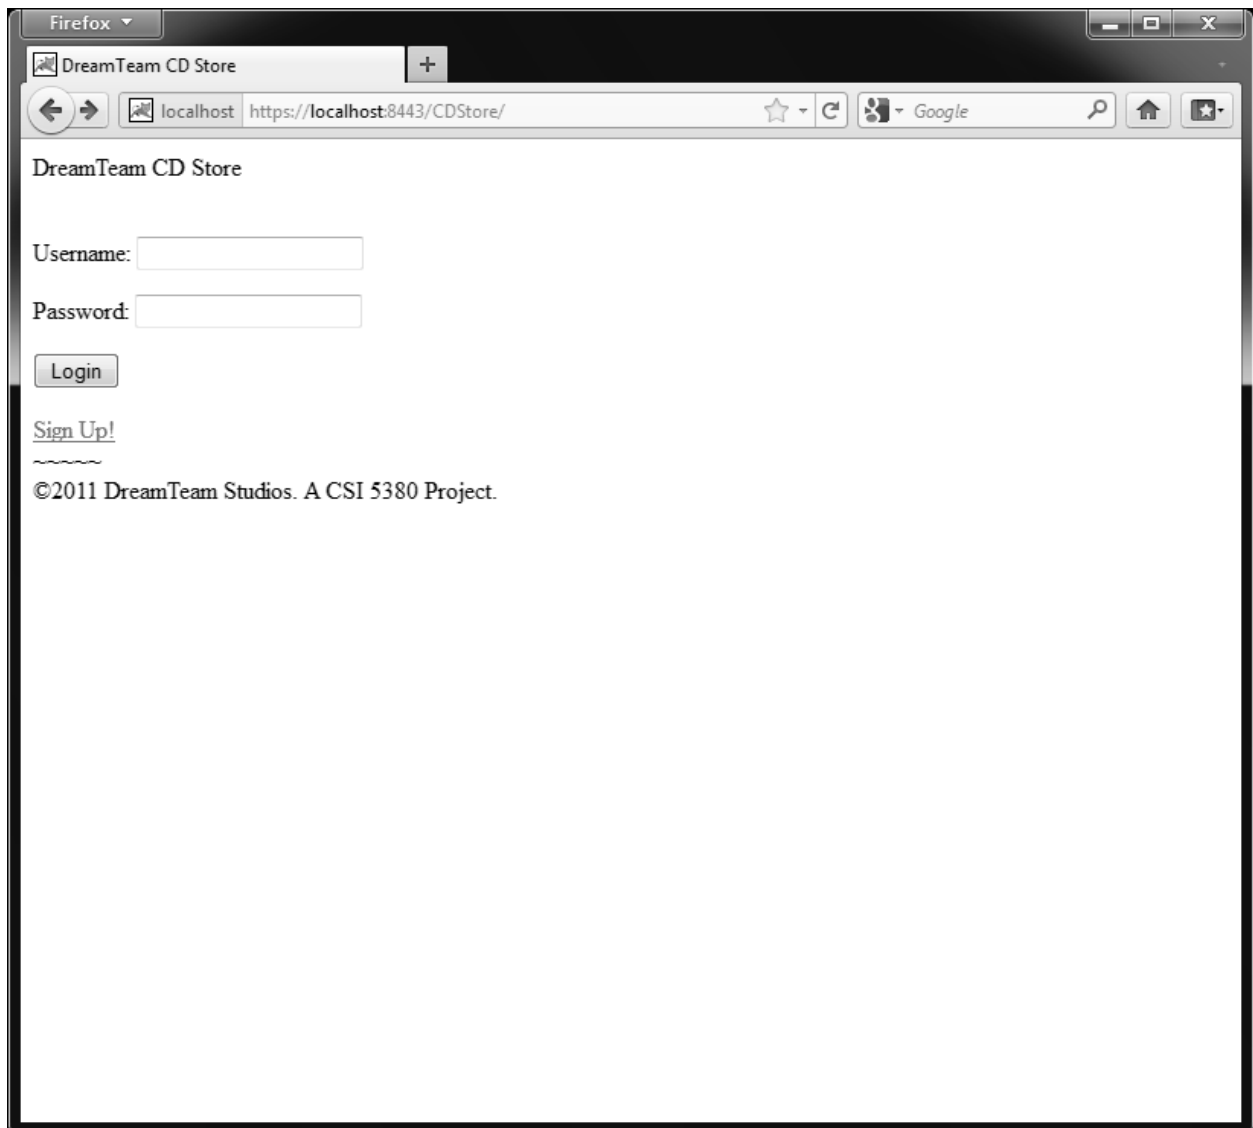 Firefox
DreamTeam CD Store
localhost https://localhost:8443/CDStore/ Google
DreamTeam CD Store
Username:
Password:
Login
Sign Up!
~~~~~
©2011 DreamTeam Studios. A CSI 5380 Project.